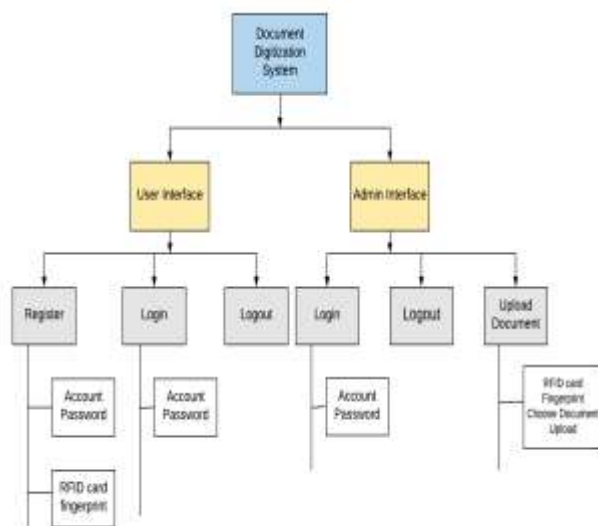 Document
Digitization
System
User Interface
Admin Interface
Register
Login
Logout
Login
Logout
Upload
Document
Account
Password
Account
Password
Account
Password
RFID card
Fingerprint
Choose Document
Upload
RFID card
fingerprint